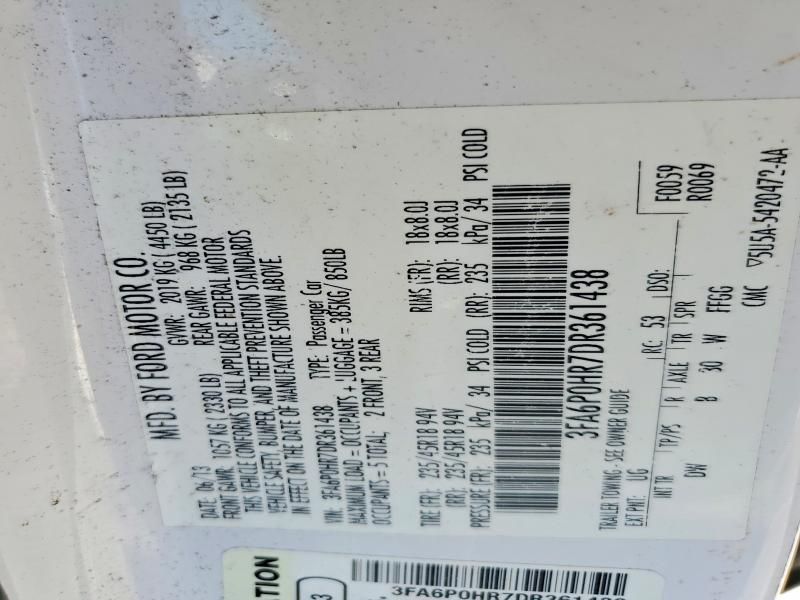 MFD. BY FORD MOTOR CO.
DATE: 06/13 GVWR: 2019 KG ( 4450 LB)
FRONT GAWR: 1057 KG ( 2330 LB) REAR GAWR: 968 KG ( 2135 LB)
THIS VEHICLE CONFORMS TO ALL APPLICABLE FEDERAL MOTOR
VEHICLE SAFETY, BUMPER, AND THEFT PREVENTION STANDARDS
IN EFFECT ON THE DATE OF MANUFACTURE SHOWN ABOVE.
VIN: 3FA6P0HR7DR361438 TYPE: Passenger Car
MAXIMUM LOAD = OCCUPANTS + LUGGAGE = 385KG/ 850LB
OCCUPANTS = 5 TOTAL: 2 FRONT, 3 REAR
TIRE (FR): 235/45R18 94V RIMS (FR): 18x8.0J
(RR): 235/45R18 94V (RR): 18x8.0J
PRESSURE (FR): 235 kPa/ 34 PSI COLD (RR): 235 kPa/ 34 PSI COLD
3FA6P0HR7DR361438
TRAILER TOWING - SEE OWNER GUIDE F0059
EXT PNT: UG RC: 53 DSO: R0069
INT TR TP/PS R AXLE TR SPR
DW B 30 W FFGG
CMC ▽5U5A-5420472-AA
ATION
3
3FA6P0HR7DR361438